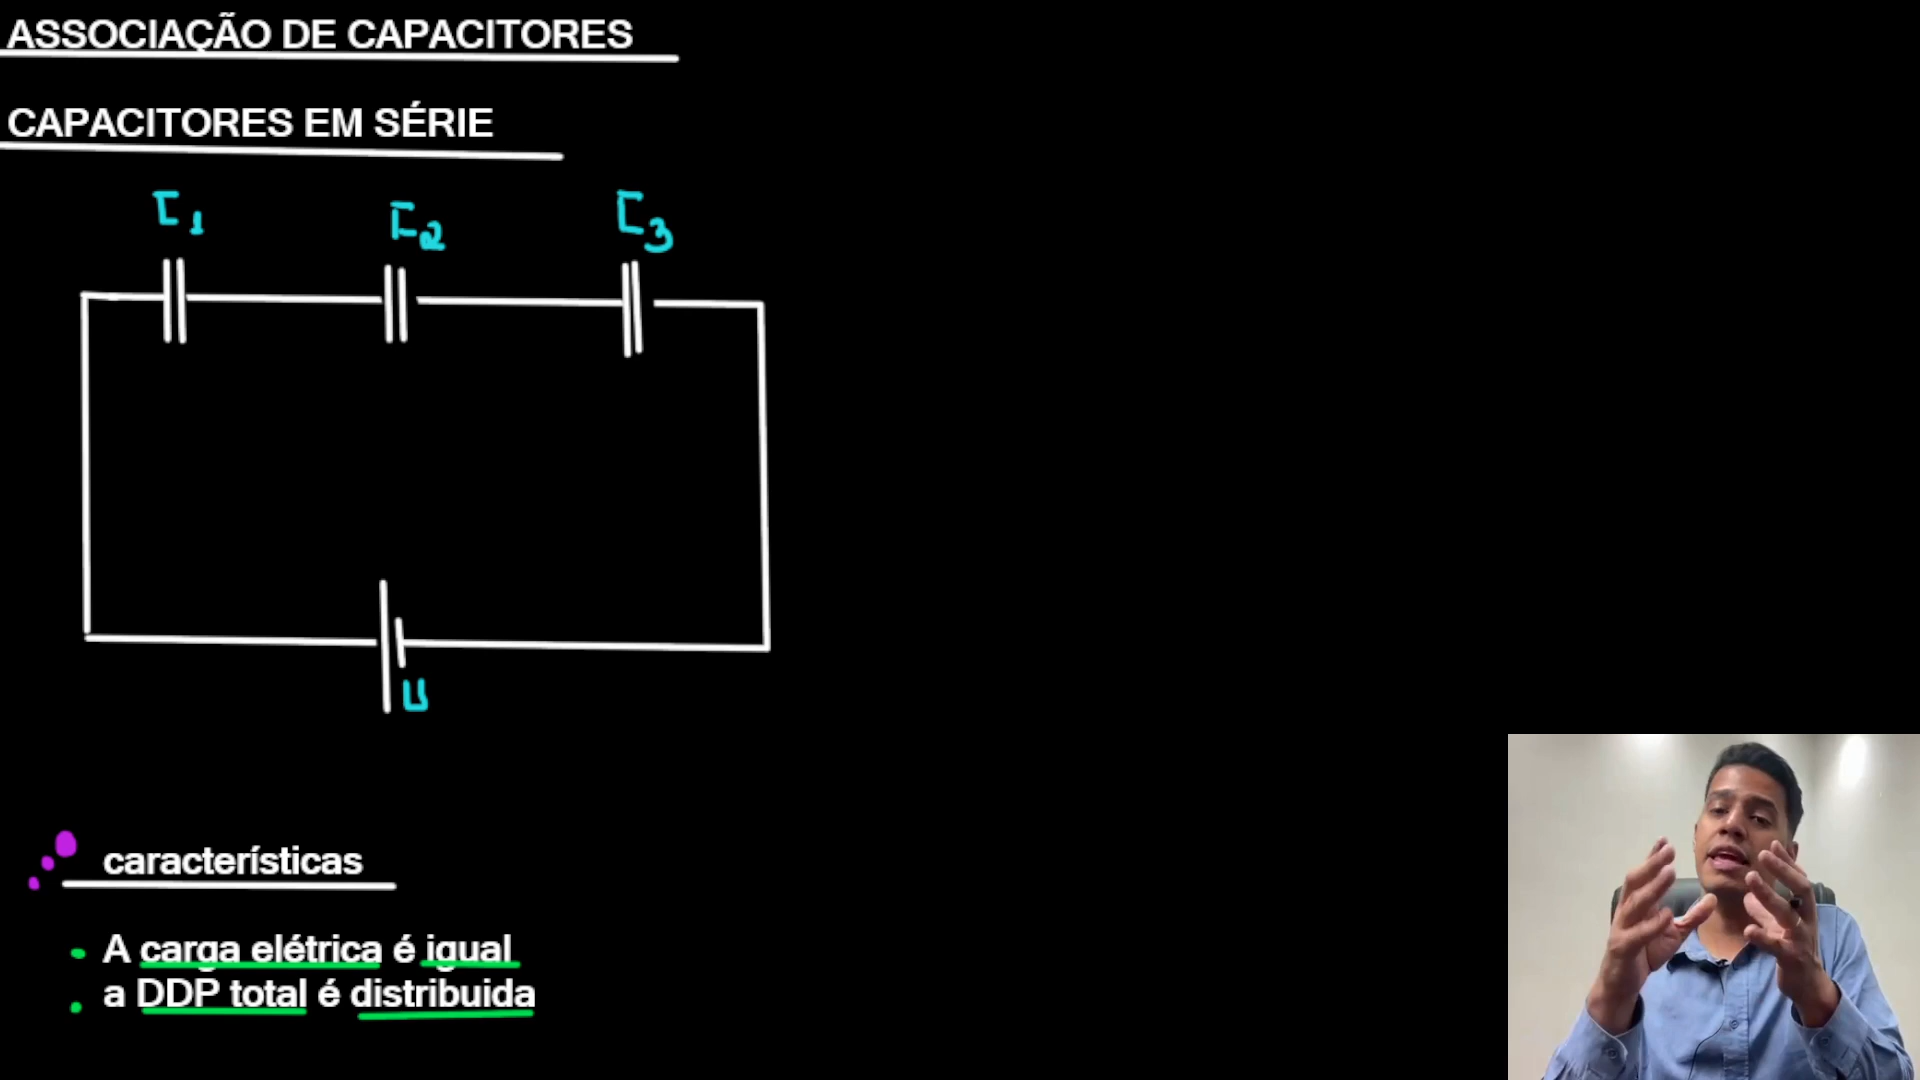 ASSOCIAÇÃO DE CAPACITORES
CAPACITORES EM SÉRIE
C1 C2 C3
U
características
A carga elétrica é igual
a DDP total é distribuida